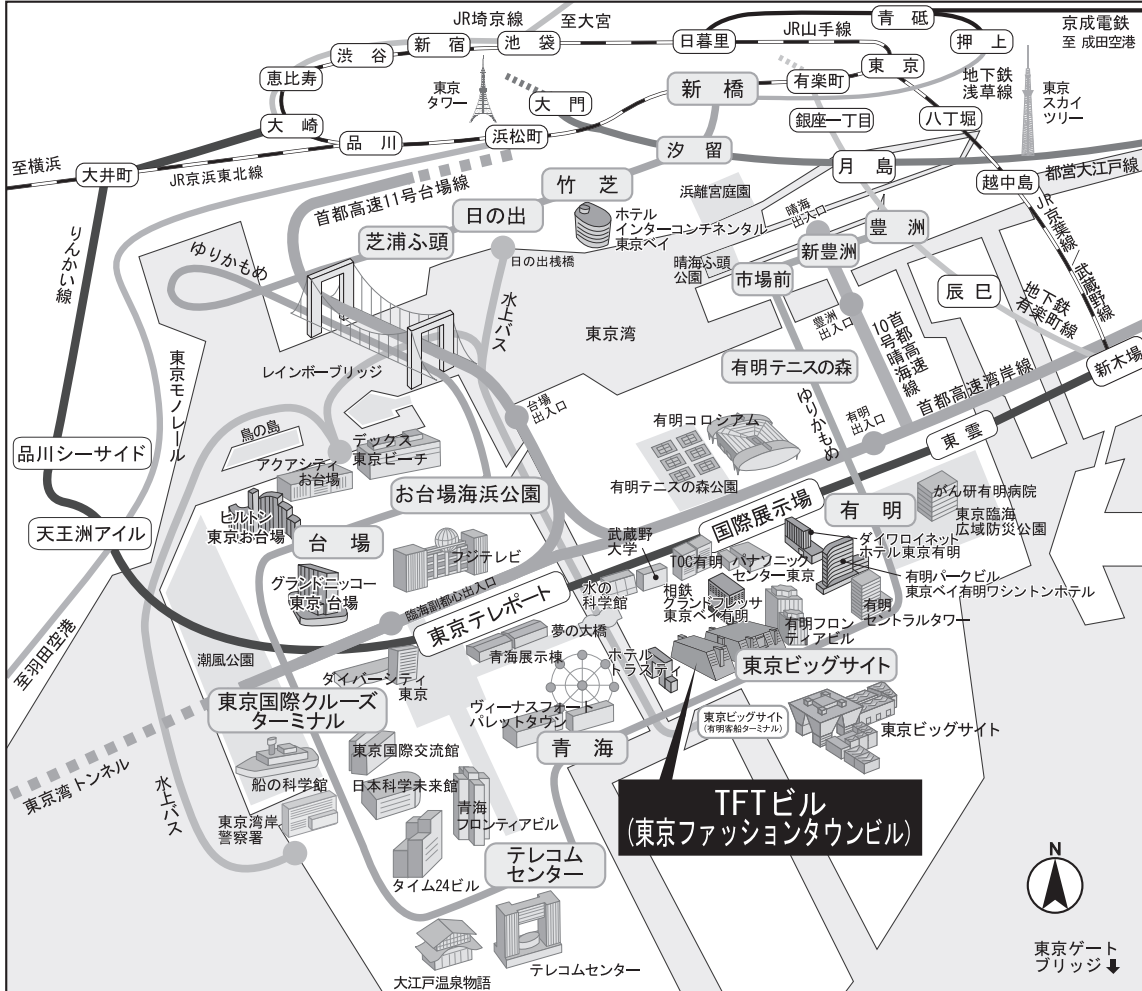 JR埼京線
至大宮
青　砥
京成電鉄
至 成田空港
渋　谷
新　宿
池　袋
日暮里
JR山手線
押　上
恵比寿
東京
タワー
大　門
新　橋
有楽町
東　京
地下鉄
浅草線
東京
スカイ
ツリー
大　崎
品　川
浜松町
銀座一丁目
八丁堀
至横浜
大井町
JR京浜東北線
汐　留
月　島
都営大江戸線
越中島
首都高速11号台場線
竹　芝
浜離宮庭園
晴海
出入口
豊　洲
JR京葉線／武蔵野線
日の出
ホテル
インターコンチネンタル
東京ベイ
りんかい線
ゆりかもめ
芝浦ふ頭
日の出桟橋
晴海ふ頭
公園
市場前
新豊洲
辰　巳
地下鉄
有楽町線
水上バス
東京湾
豊洲
出入口
10号晴海線
首都高速
新木場
東京モノレール
レインボーブリッジ
有明テニスの森
首都高速湾岸線
台場
出入口
ゆりかもめ
有明
出入口
東　雲
鳥の島
デックス
東京ビーチ
有明コロシアム
品川シーサイド
アクアシティ
お台場
お台場海浜公園
有明テニスの森公園
国際展示場
有　明
がん研有明病院
東京臨海
広域防災公園
天王洲アイル
ヒルトン
東京お台場
台　場
フジテレビ
武蔵野
大学
TOC有明
パナソニック
センター東京
ダイワロイネット
ホテル東京有明
グランドニッコー
東京 台場
臨海副都心出入口
東京テレポート
水の
科学館
相鉄
グランドフレッサ
東京ベイ有明
有明パークビル
東京ベイ有明ワシントンホテル
有明フロン
ティアビル
有明
セントラルタワー
至羽田空港
潮風公園
夢の大橋
青海展示棟
ダイバーシティ
東京
ホテル
トラスティ
東京ビッグサイト
東京国際クルーズ
ターミナル
ヴィーナスフォート
パレットタウン
東京ビッグサイト
(有明客船ターミナル)
東京ビッグサイト
東京国際交流館
青　海
東京湾トンネル
水上バス
船の科学館
日本科学未来館
青海
フロンティアビル
TFTビル
(東京ファッションタウンビル)
東京湾岸
警察署
タイム24ビル
テレコム
センター
N
大江戸温泉物語
テレコムセンター
東京ゲート
ブリッジ